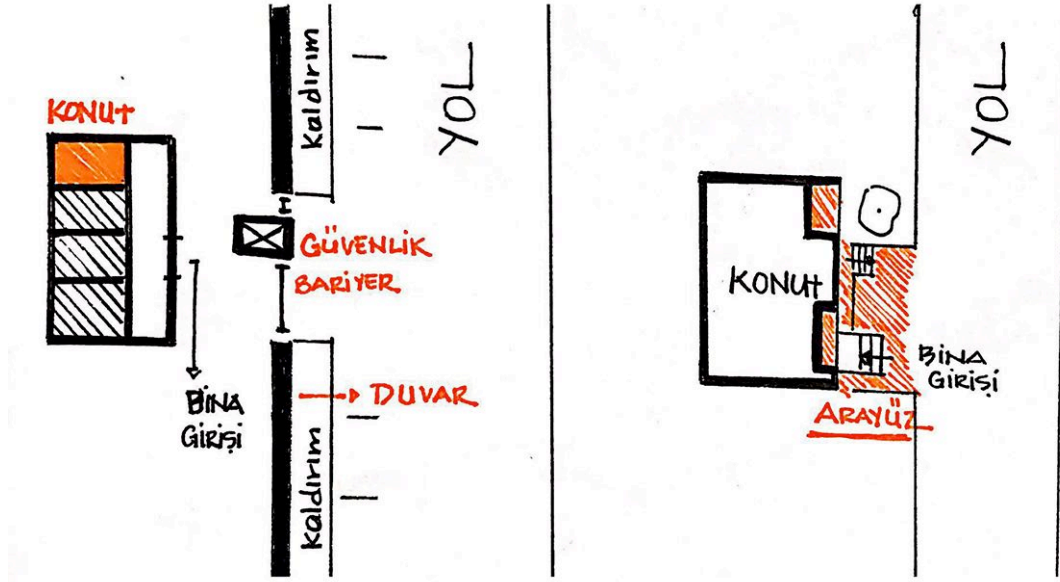 KONUT
Kaldırım
YOL
GÜVENLİK
BARİYER
BİNA
GİRİŞİ
DUVAR
Kaldırım
YOL
KONUT
BİNA
GİRİŞİ
ARAYÜZ